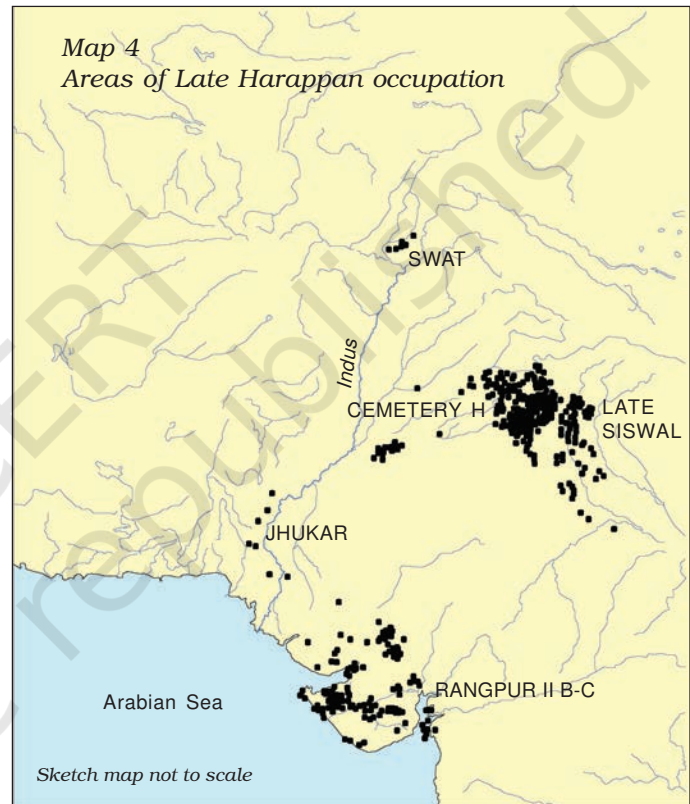 Map 4
Areas of Late Harappan occupation
SWAT
Indus
CEMETERY H
LATE
SISWAL
JHUKAR
RANGPUR II B-C
Arabian Sea
Sketch map not to scale
republished